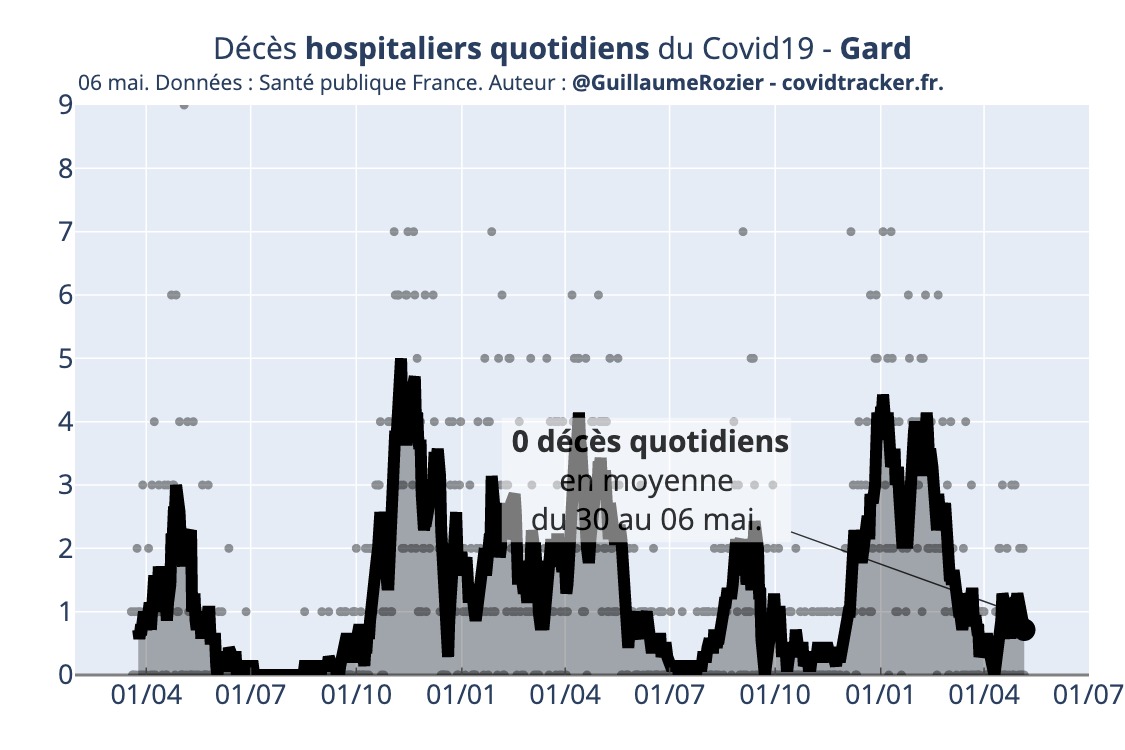 Décès hospitaliers quotidiens du Covid19 - Gard
06 mai. Données : Santé publique France. Auteur : @GuillaumeRozier - covidtracker.fr.
9
8
7
6
5
4
3
2
1
0
0 décès quotidiens
en moyenne
du 30 au 06 mai.
01/04 01/07 01/10 01/01 01/04 01/07 01/10 01/01 01/04 01/07